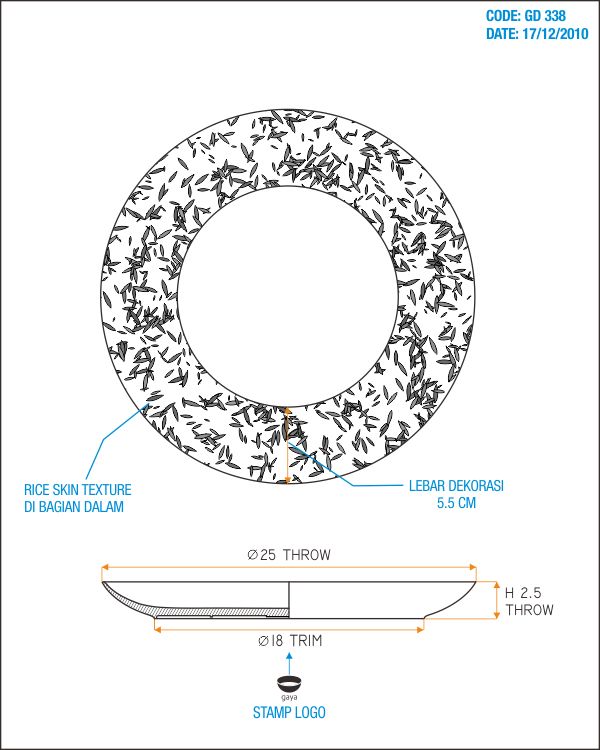 CODE: GD 338
DATE: 17/12/2010
RICE SKIN TEXTURE
DI BAGIAN DALAM
LEBAR DEKORASI
5.5 CM
Ø25 THROW
H 2.5
THROW
Ø18 TRIM
gaya
STAMP LOGO